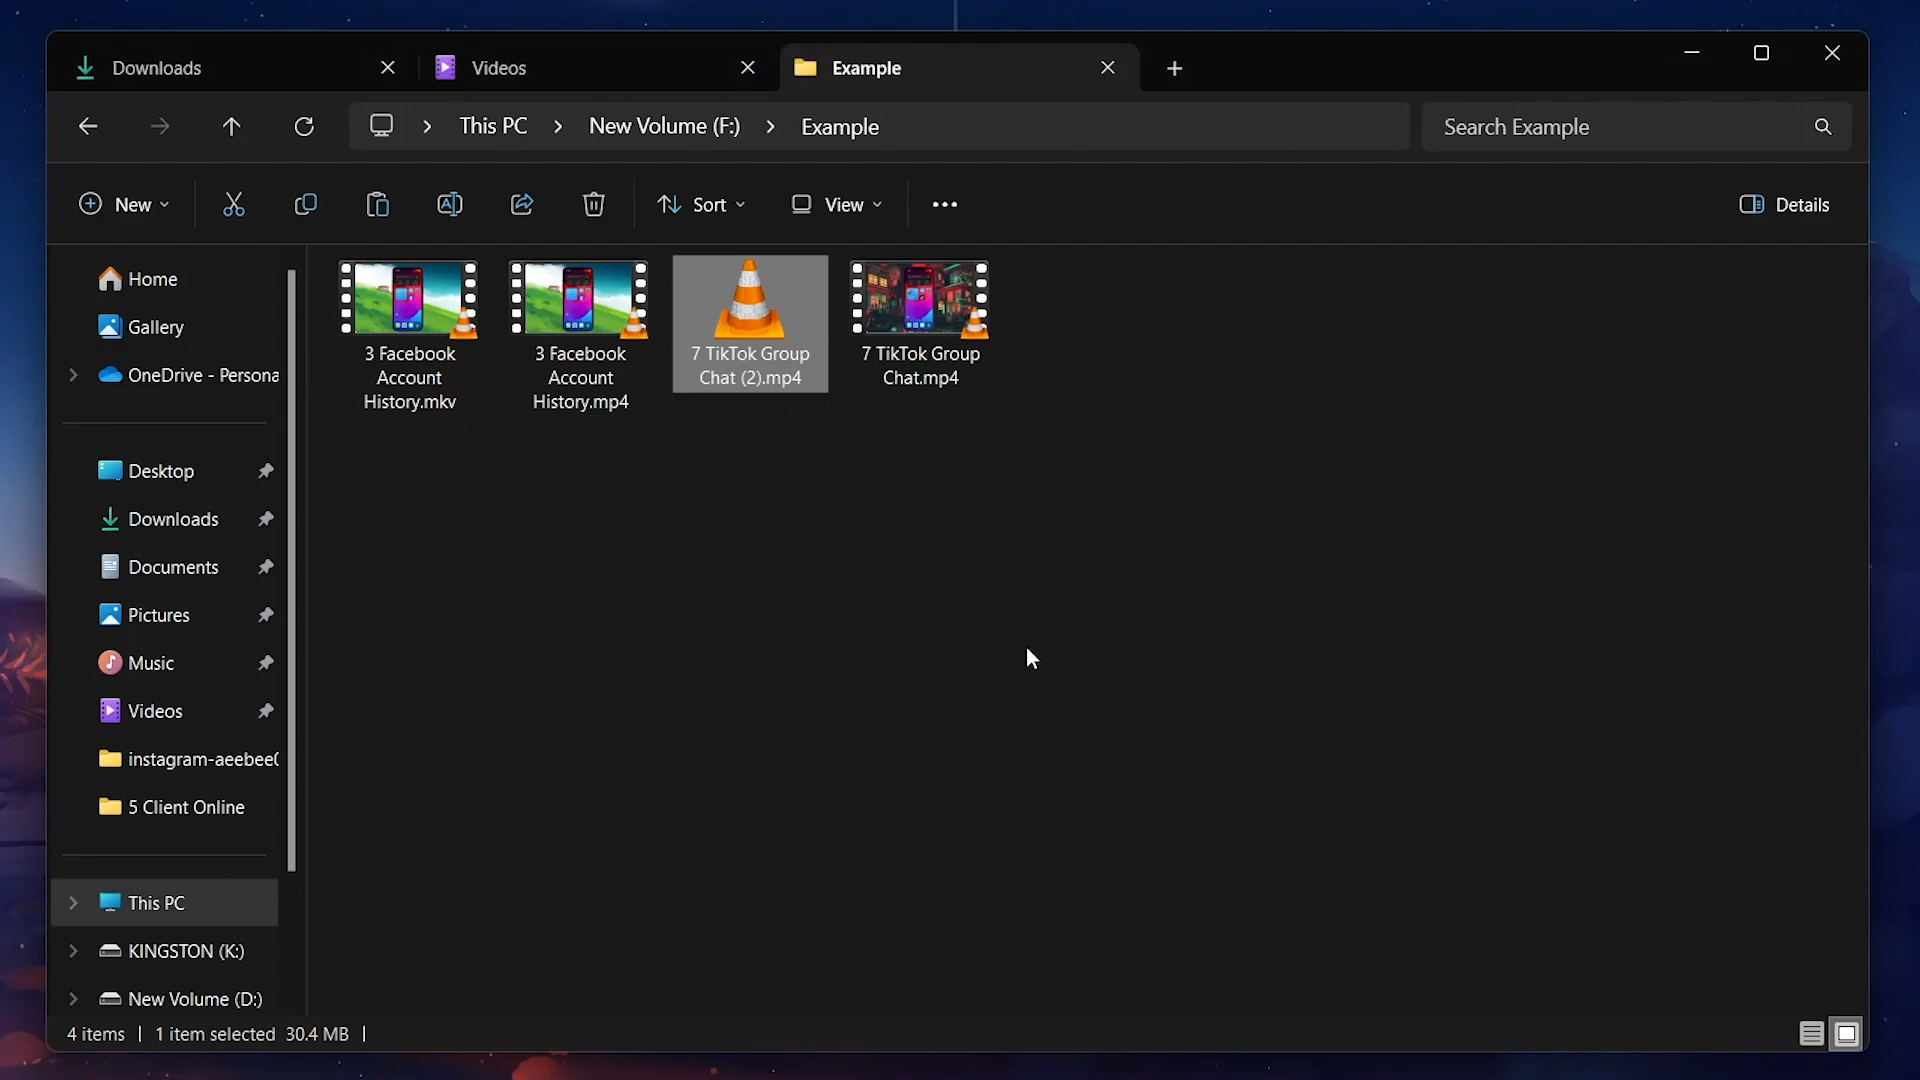 Downloads
Videos
Example
This PC
New Volume (F:)
Example
Search Example
New
Sort
View
Details
Home
Gallery
OneDrive - Persona
Desktop
Downloads
Documents
Pictures
Music
Videos
instagram-aeebee
5 Client Online
This PC
KINGSTON (K:)
New Volume (D:)
3 Facebook
Account
History.mkv
3 Facebook
Account
History.mp4
7 TikTok Group
Chat (2).mp4
7 TikTok Group
Chat.mp4
4 items
1 item selected 30.4 MB